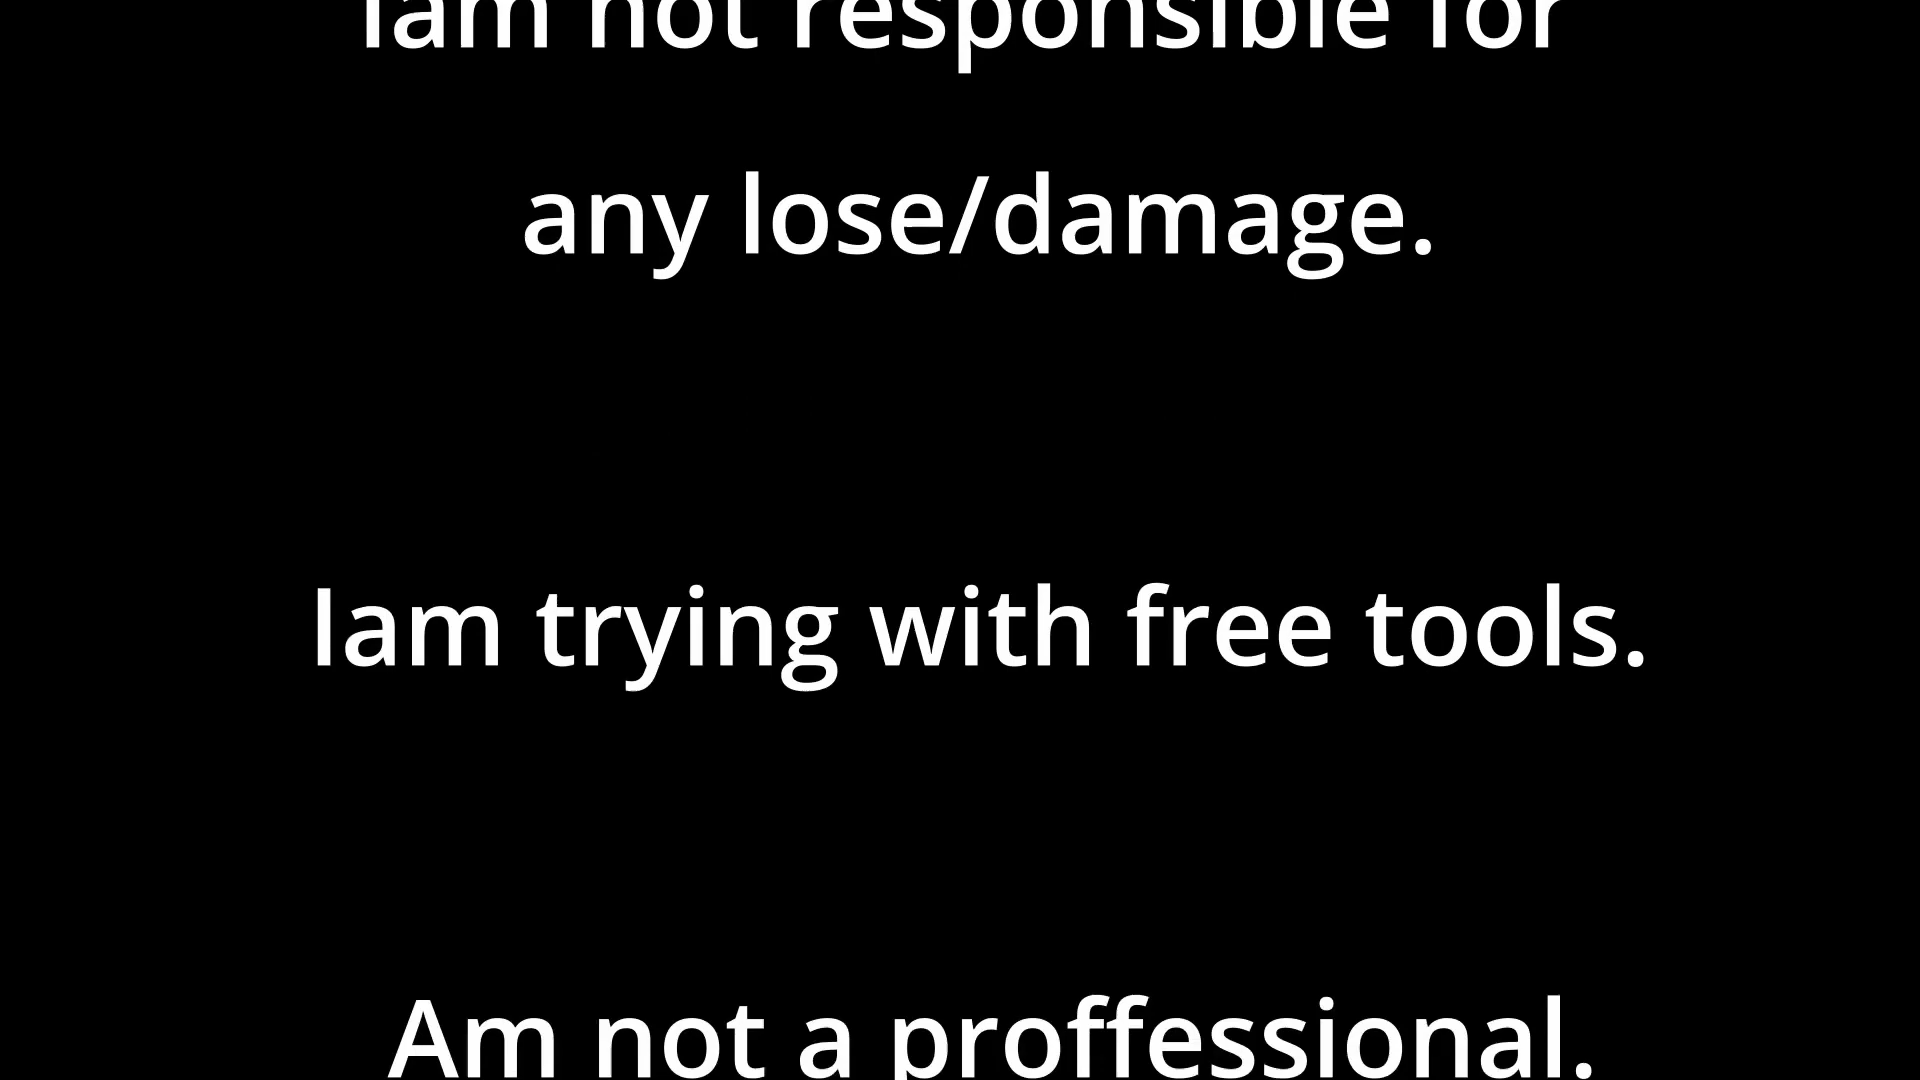 Iam not responsible for
any lose/damage.
Iam trying with free tools.
Am not a proffessional.